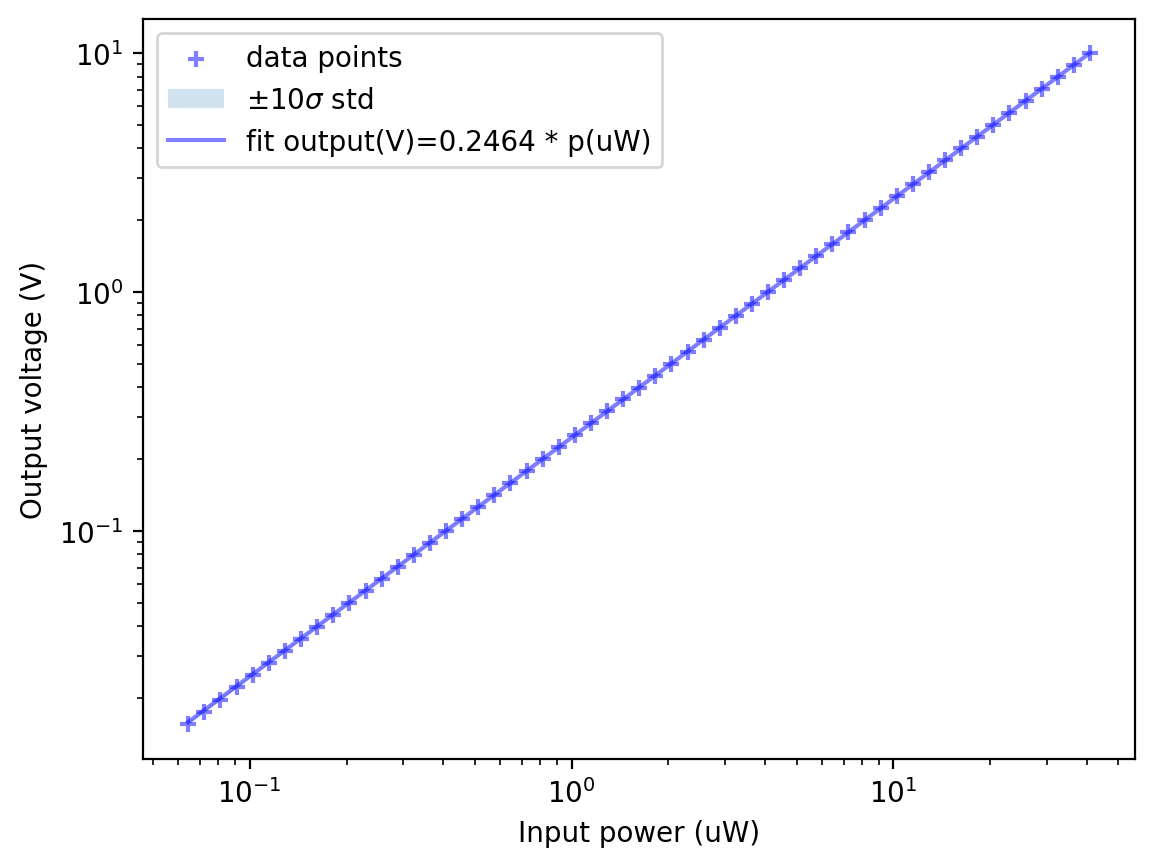 data points
±10σ std
fit output(V)=0.2464 * p(uW)
10¹
10⁰
10⁻¹
Output voltage (V)
10⁻¹
10⁰
10¹
Input power (uW)